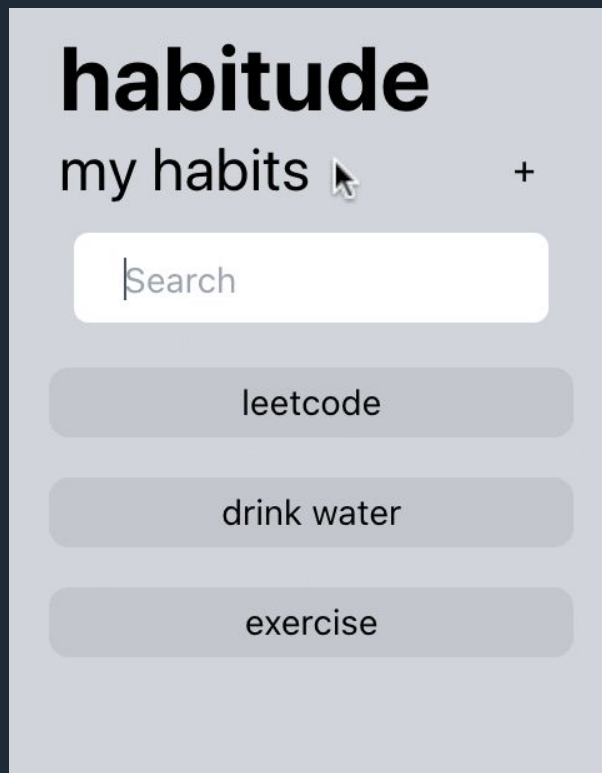 habitude
my habits +
Search
leetcode
drink water
exercise